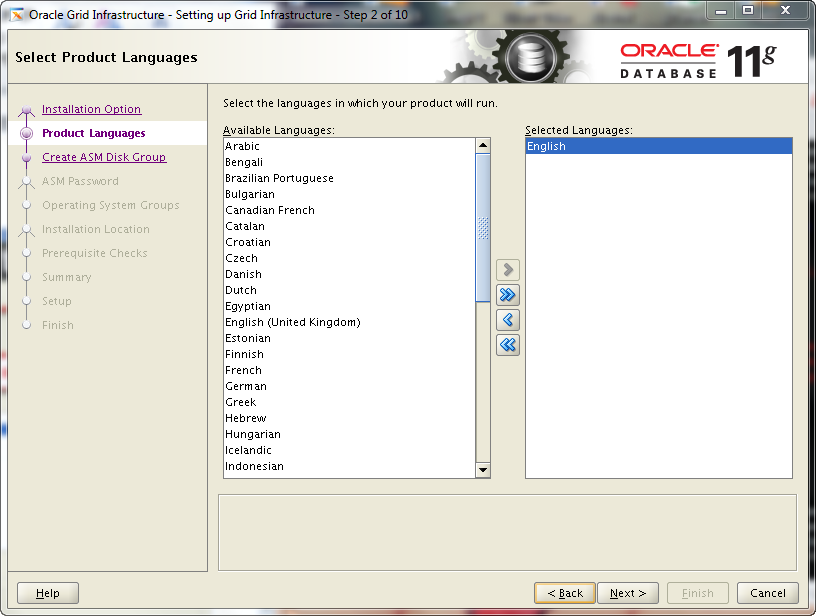 Oracle Grid Infrastructure - Setting up Grid Infrastructure - Step 2 of 10
Select Product Languages
ORACLE
DATABASE 11g
Installation Option
Product Languages
Create ASM Disk Group
ASM Password
Operating System Groups
Installation Location
Prerequisite Checks
Summary
Setup
Finish
Select the languages in which your product will run.
Available Languages:
Arabic
Bengali
Brazilian Portuguese
Bulgarian
Canadian French
Catalan
Croatian
Czech
Danish
Dutch
Egyptian
English (United Kingdom)
Estonian
Finnish
French
German
Greek
Hebrew
Hungarian
Icelandic
Indonesian
Selected Languages:
English
Help
< Back
Next >
Finish
Cancel